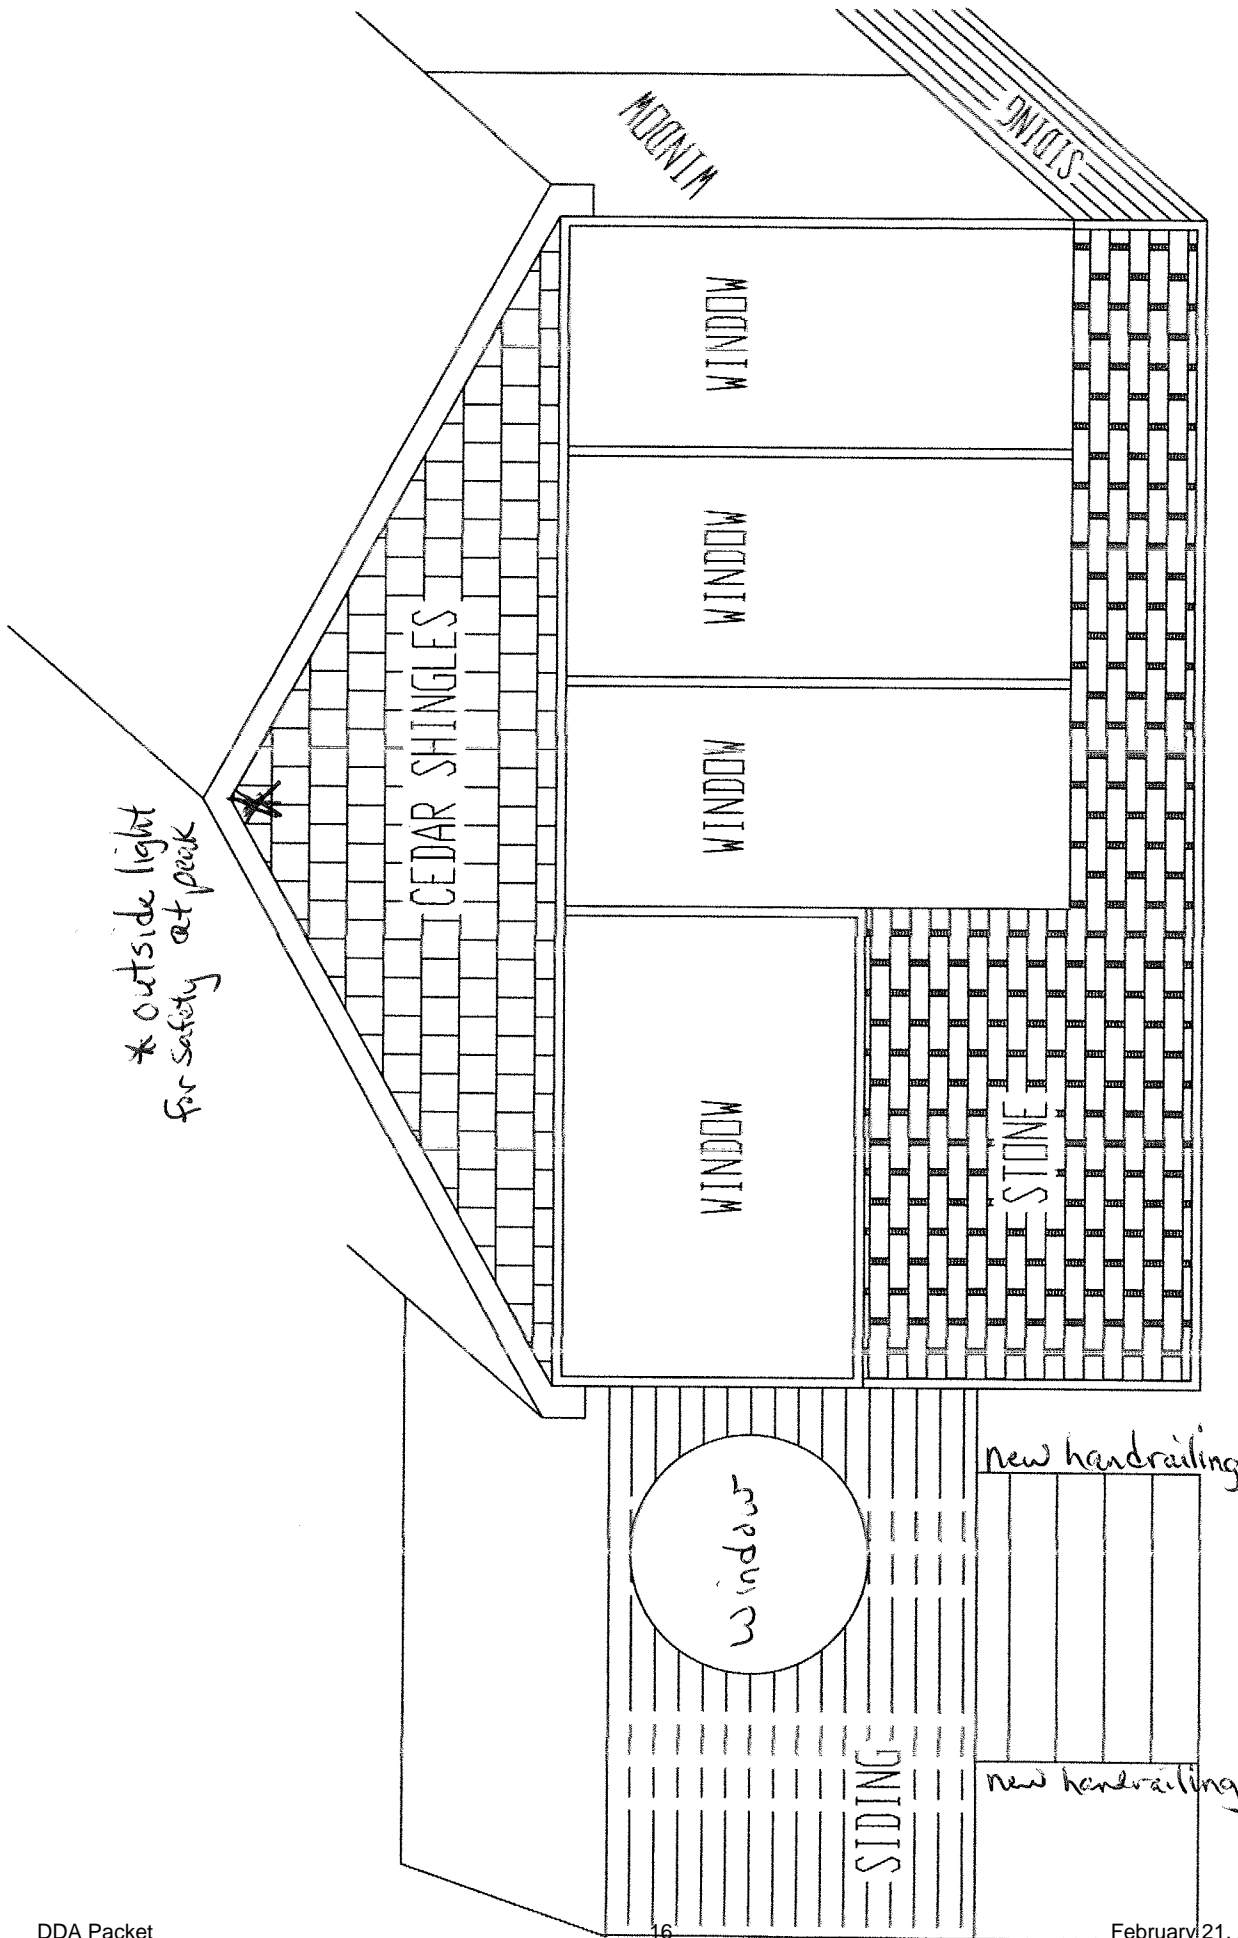 * outside light
for safety at peak
CEDAR SHINGLES
WINDOW
WINDOW
WINDOW
WINDOW
WINDOW
SIDING
STONE
Window
SIDING
new handrailing
new handrailing
DDA Packet
16
February 21,